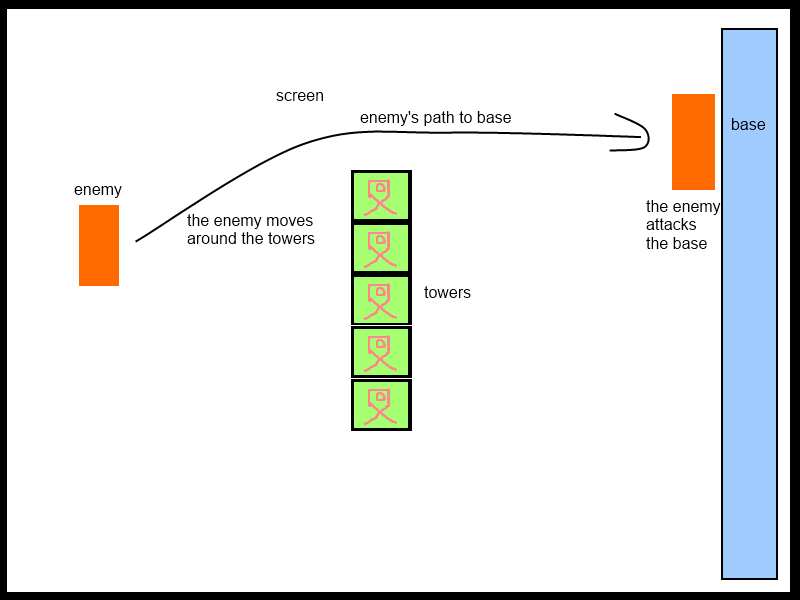 screen
enemy's path to base
base
enemy
the enemy moves
around the towers
the enemy
attacks
the base
towers